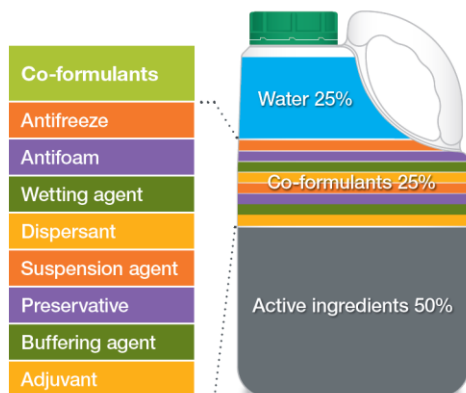 Co-formulants
Antifreeze
Antifoam
Wetting agent
Dispersant
Suspension agent
Preservative
Buffering agent
Adjuvant
Water 25%
Co-formulants 25%
Active ingredients 50%